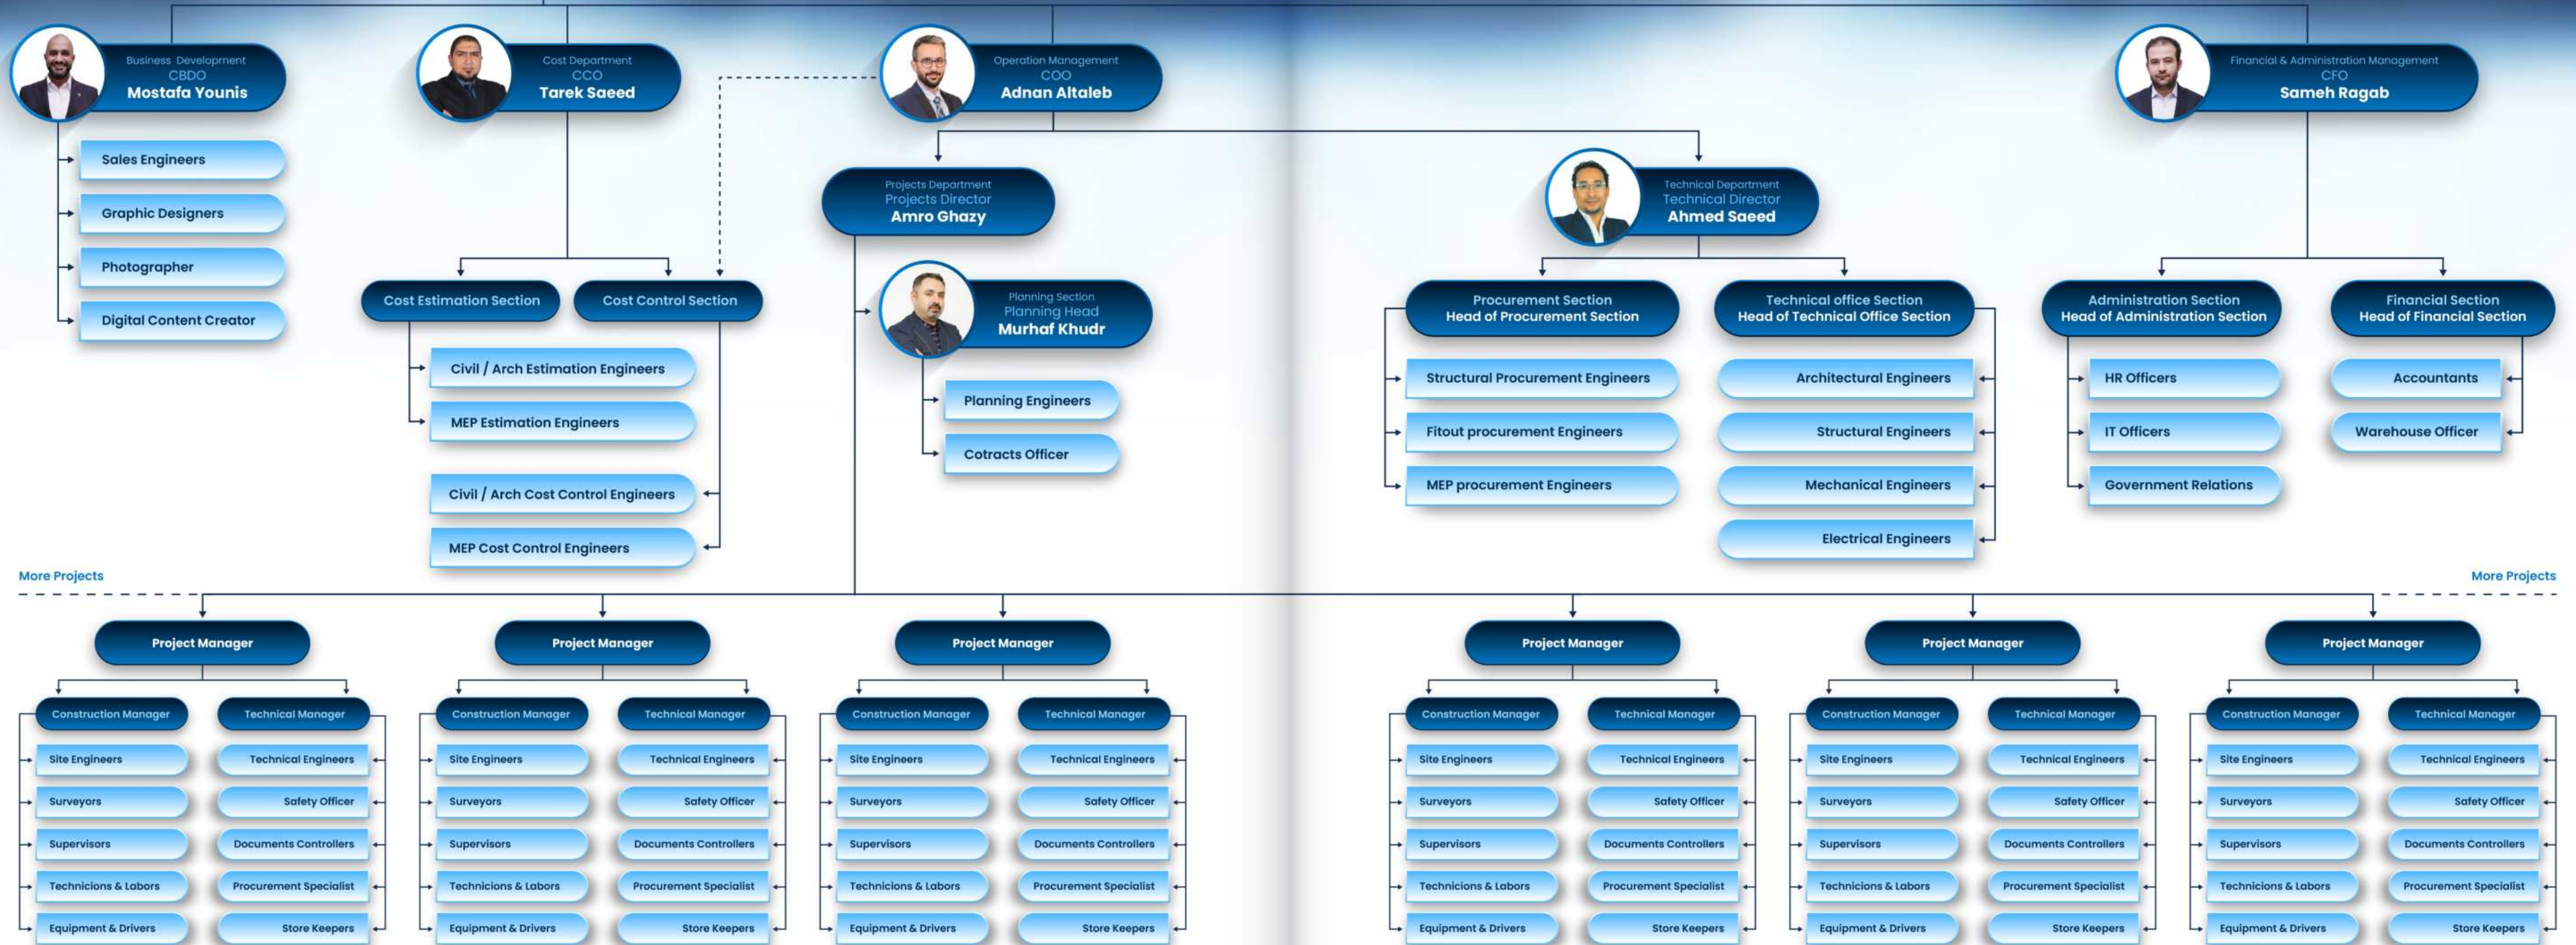 Business Development
CBDO
Mostafa Younis
Cost Department
CCO
Tarek Saeed
Operation Management
COO
Adnan Altaleb
Financial & Administration Management
CFO
Sameh Ragab
Sales Engineers
Graphic Designers
Photographer
Digital Content Creator
Cost Estimation Section
Cost Control Section
Civil / Arch Estimation Engineers
MEP Estimation Engineers
Civil / Arch Cost Control Engineers
MEP Cost Control Engineers
Projects Department
Projects Director
Amro Ghazy
Planning Section
Planning Head
Murhaf Khudr
Planning Engineers
Cotracts Officer
Technical Department
Technical Director
Ahmed Saeed
Procurement Section
Head of Procurement Section
Structural Procurement Engineers
Fitout procurement Engineers
MEP procurement Engineers
Technical office Section
Head of Technical Office Section
Architectural Engineers
Structural Engineers
Mechanical Engineers
Electrical Engineers
Administration Section
Head of Administration Section
HR Officers
IT Officers
Government Relations
Financial Section
Head of Financial Section
Accountants
Warehouse Officer
More Projects
More Projects
Project Manager
Construction Manager
Site Engineers
Surveyors
Supervisors
Technicions & Labors
Equipment & Drivers
Technical Manager
Technical Engineers
Safety Officer
Documents Controllers
Procurement Specialist
Store Keepers
Project Manager
Construction Manager
Site Engineers
Surveyors
Supervisors
Technicions & Labors
Equipment & Drivers
Technical Manager
Technical Engineers
Safety Officer
Documents Controllers
Procurement Specialist
Store Keepers
Project Manager
Construction Manager
Site Engineers
Surveyors
Supervisors
Technicions & Labors
Equipment & Drivers
Technical Manager
Technical Engineers
Safety Officer
Documents Controllers
Procurement Specialist
Store Keepers
Project Manager
Construction Manager
Site Engineers
Surveyors
Supervisors
Technicions & Labors
Equipment & Drivers
Technical Manager
Technical Engineers
Safety Officer
Documents Controllers
Procurement Specialist
Store Keepers
Project Manager
Construction Manager
Site Engineers
Surveyors
Supervisors
Technicions & Labors
Equipment & Drivers
Technical Manager
Technical Engineers
Safety Officer
Documents Controllers
Procurement Specialist
Store Keepers
Project Manager
Construction Manager
Site Engineers
Surveyors
Supervisors
Technicions & Labors
Equipment & Drivers
Technical Manager
Technical Engineers
Safety Officer
Documents Controllers
Procurement Specialist
Store Keepers